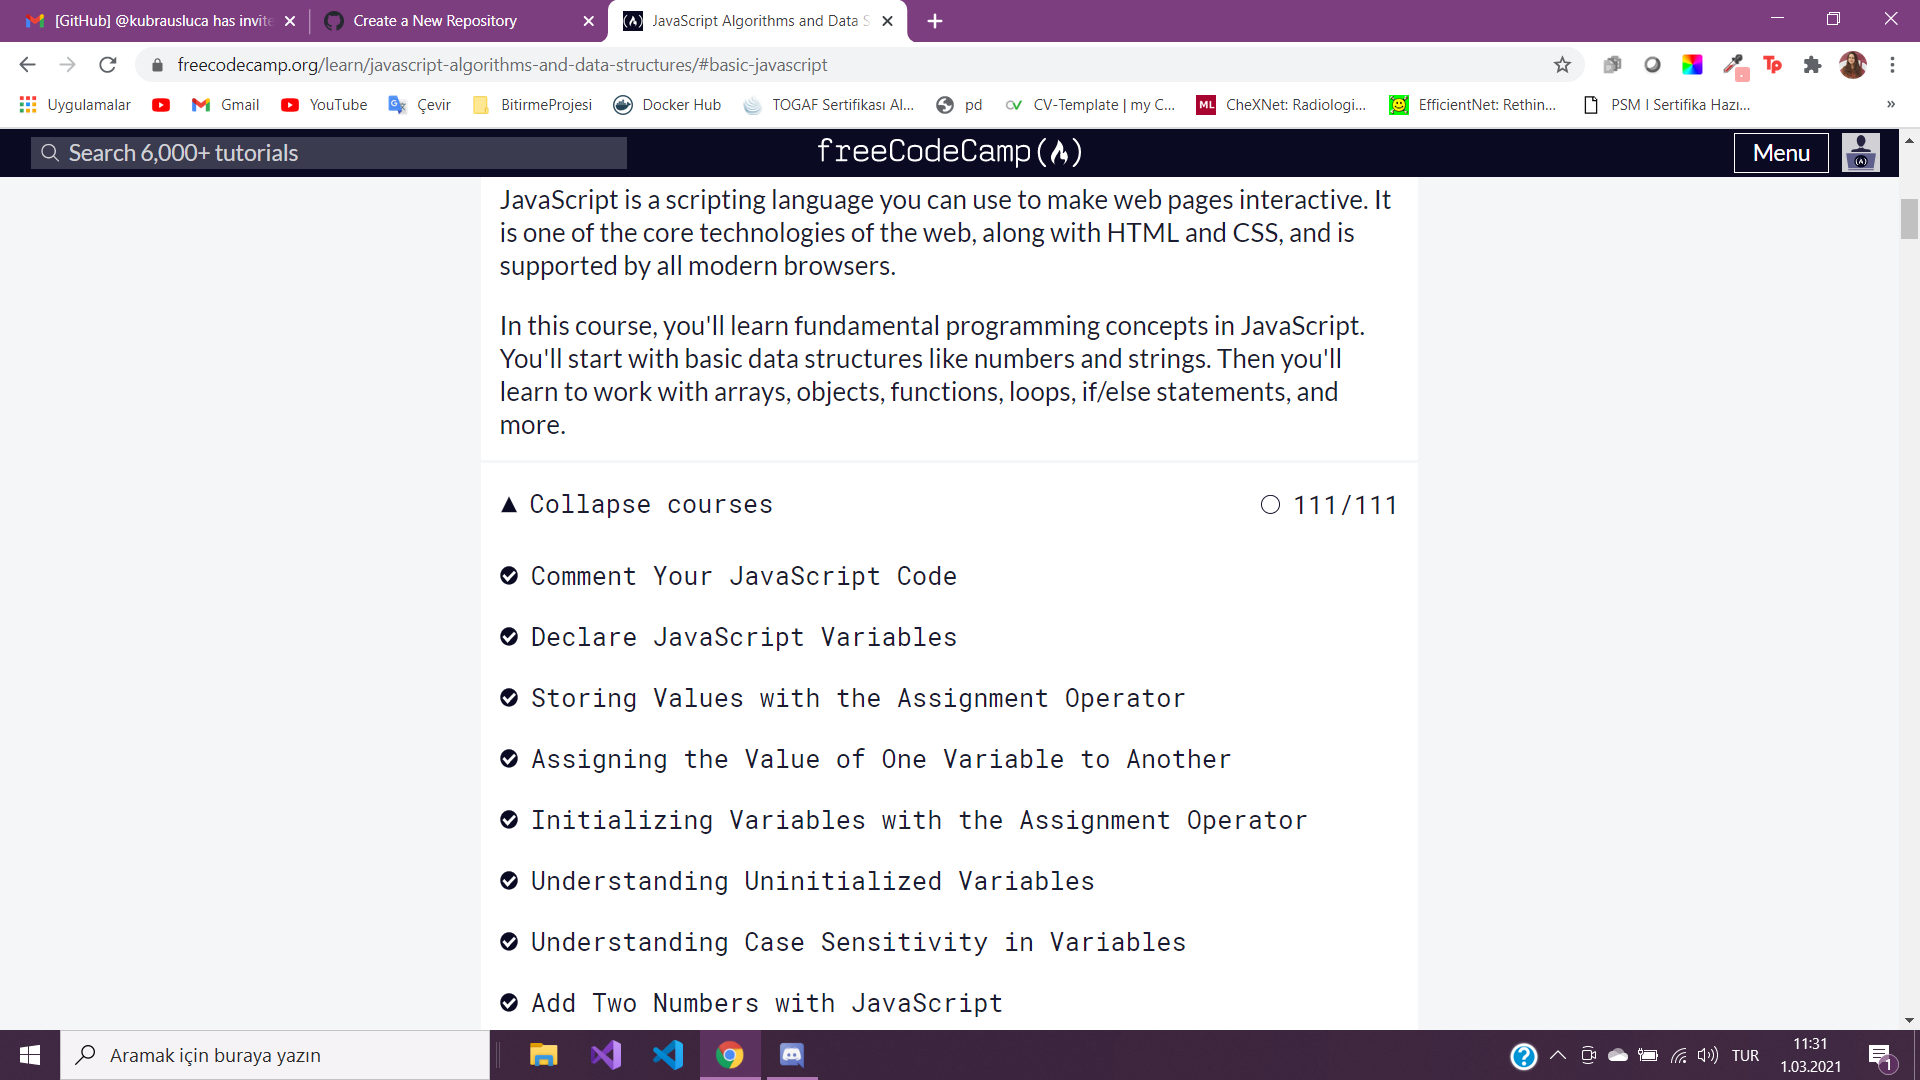 [GitHub] @kubrausluca has invite
Create a New Repository
JavaScript Algorithms and Data S
freecodecamp.org/learn/javascript-algorithms-and-data-structures/#basic-javascript
Uygulamalar
Gmail
YouTube
Çevir
BitirmeProjesi
Docker Hub
TOGAF Sertifikası Al...
pd
CV-Template | my C...
ML
CheXNet: Radiologi...
EfficientNet: Rethin...
PSM I Sertifika Hazı...
»
Search 6,000+ tutorials
freeCodeCamp
Menu
JavaScript is a scripting language you can use to make web pages interactive. It
is one of the core technologies of the web, along with HTML and CSS, and is
supported by all modern browsers.
In this course, you'll learn fundamental programming concepts in JavaScript.
You'll start with basic data structures like numbers and strings. Then you'll
learn to work with arrays, objects, functions, loops, if/else statements, and
more.
Collapse courses
111/111
Comment Your JavaScript Code
Declare JavaScript Variables
Storing Values with the Assignment Operator
Assigning the Value of One Variable to Another
Initializing Variables with the Assignment Operator
Understanding Uninitialized Variables
Understanding Case Sensitivity in Variables
Add Two Numbers with JavaScript
Aramak için buraya yazın
TUR
11:31
1.03.2021
1